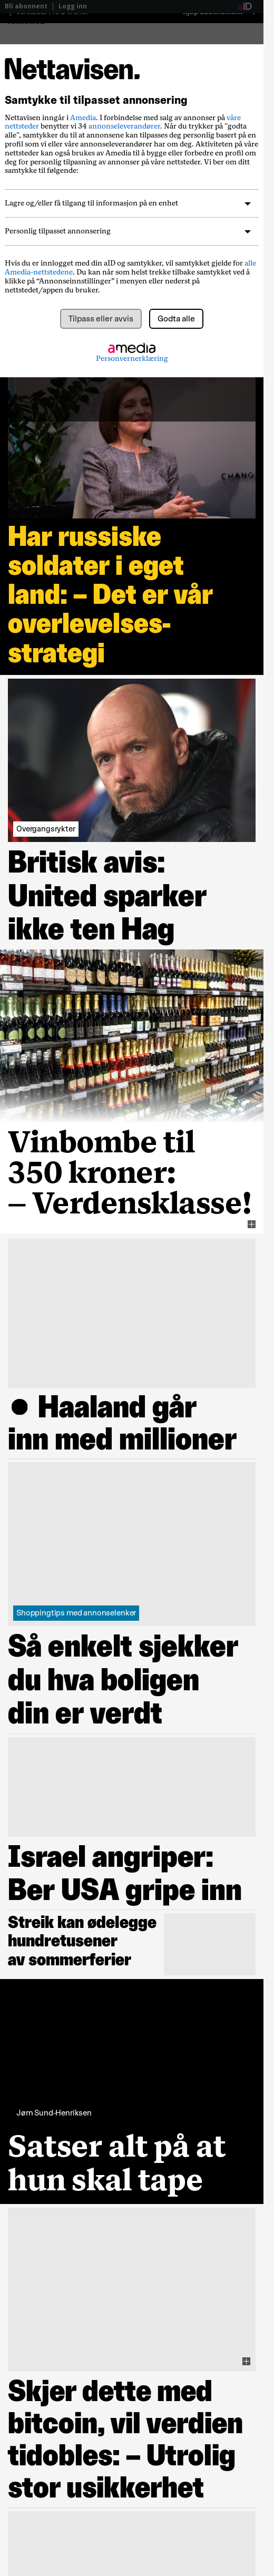 Bli abonnent | Logg inn
aID
Nettavisen.
Samtykke til tilpasset annonsering
Nettavisen inngår i Amedia. I forbindelse med salg av annonser på våre
nettsteder benytter vi 34 annonseleverandører. Når du trykker på "godta
alle", samtykker du til at annonsene kan tilpasses deg personlig basert på en
profil som vi eller våre annonseleverandører har om deg. Aktiviteten på våre
nettsteder kan også brukes av Amedia til å bygge eller forbedre en profil om
deg for personlig tilpasning av annonser på våre nettsteder. Vi ber om ditt
samtykke til følgende:
Lagre og/eller få tilgang til informasjon på en enhet
Personlig tilpasset annonsering
Hvis du er innlogget med din aID og samtykker, vil samtykket gjelde for alle
Amedia-nettstedene. Du kan når som helst trekke tilbake samtykket ved å
klikke på “Annonseinnstillinger” i menyen eller nederst på
nettstedet/appen du bruker.
Tilpass eller avvis
Godta alle
amedia
Personvernerklæring
CHANG
Har russiske
soldater i eget
land: – Det er vår
overlevelses-
strategi
Overgangsrykter
Britisk avis:
United sparker
ikke ten Hag
Vinbombe til
350 kroner:
– Verdensklasse!
● Haaland går
inn med millioner
Shoppingtips med annonselenker
Så enkelt sjekker
du hva boligen
din er verdt
Israel angriper:
Ber USA gripe inn
Streik kan ødelegge
hundretusener
av sommerferier
Jørn Sund-Henriksen
Satser alt på at
hun skal tape
Skjer dette med
bitcoin, vil verdien
tidobles: – Utrolig
stor usikkerhet